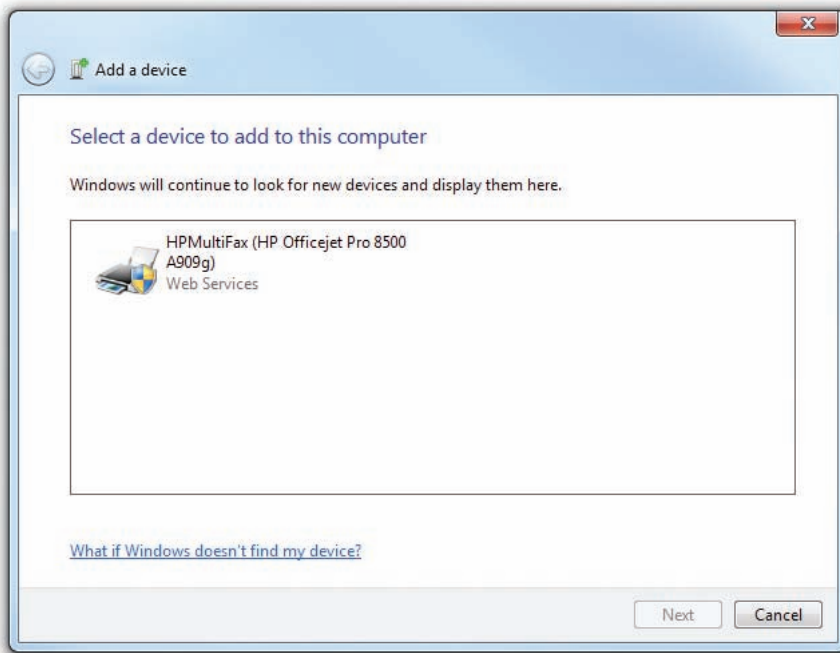 Add a device
Select a device to add to this computer
Windows will continue to look for new devices and display them here.
HPMultiFax (HP Officejet Pro 8500
A909g)
Web Services
What if Windows doesn't find my device?
Next
Cancel